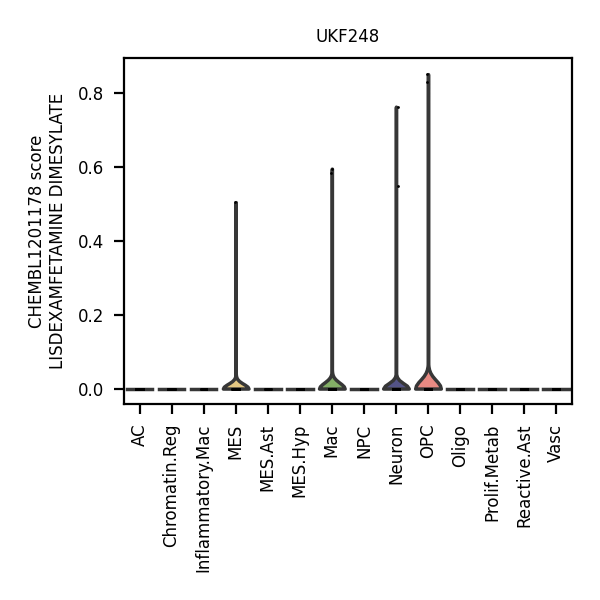 UKF248
CHEMBL1201178 score
LISDEXAMFETAMINE DIMESYLATE
0.8
0.6
0.4
0.2
0.0
AC
Chromatin.Reg
Inflammatory.Mac
MES
MES.Ast
MES.Hyp
Mac
NPC
Neuron
OPC
Oligo
Prolif.Metab
Reactive.Ast
Vasc